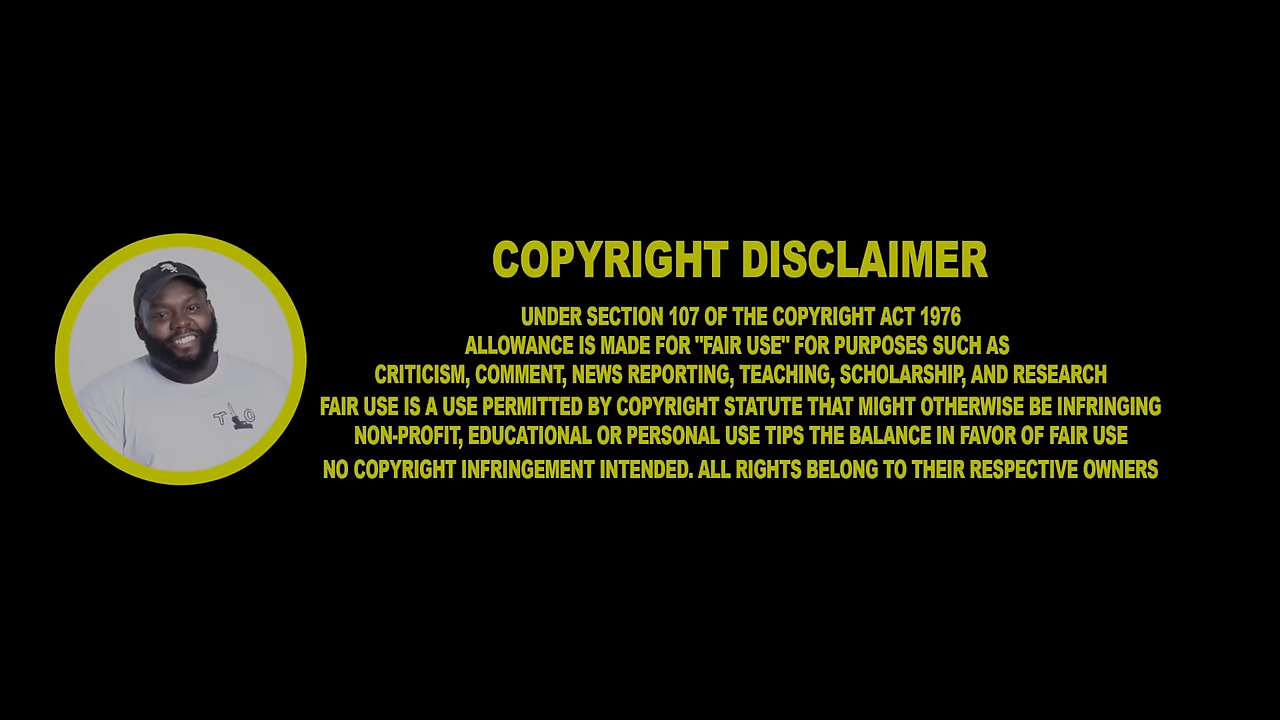 COPYRIGHT DISCLAIMER
UNDER SECTION 107 OF THE COPYRIGHT ACT 1976
ALLOWANCE IS MADE FOR "FAIR USE" FOR PURPOSES SUCH AS
CRITICISM, COMMENT, NEWS REPORTING, TEACHING, SCHOLARSHIP, AND RESEARCH
FAIR USE IS A USE PERMITTED BY COPYRIGHT STATUTE THAT MIGHT OTHERWISE BE INFRINGING
NON-PROFIT, EDUCATIONAL OR PERSONAL USE TIPS THE BALANCE IN FAVOR OF FAIR USE
NO COPYRIGHT INFRINGEMENT INTENDED. ALL RIGHTS BELONG TO THEIR RESPECTIVE OWNERS